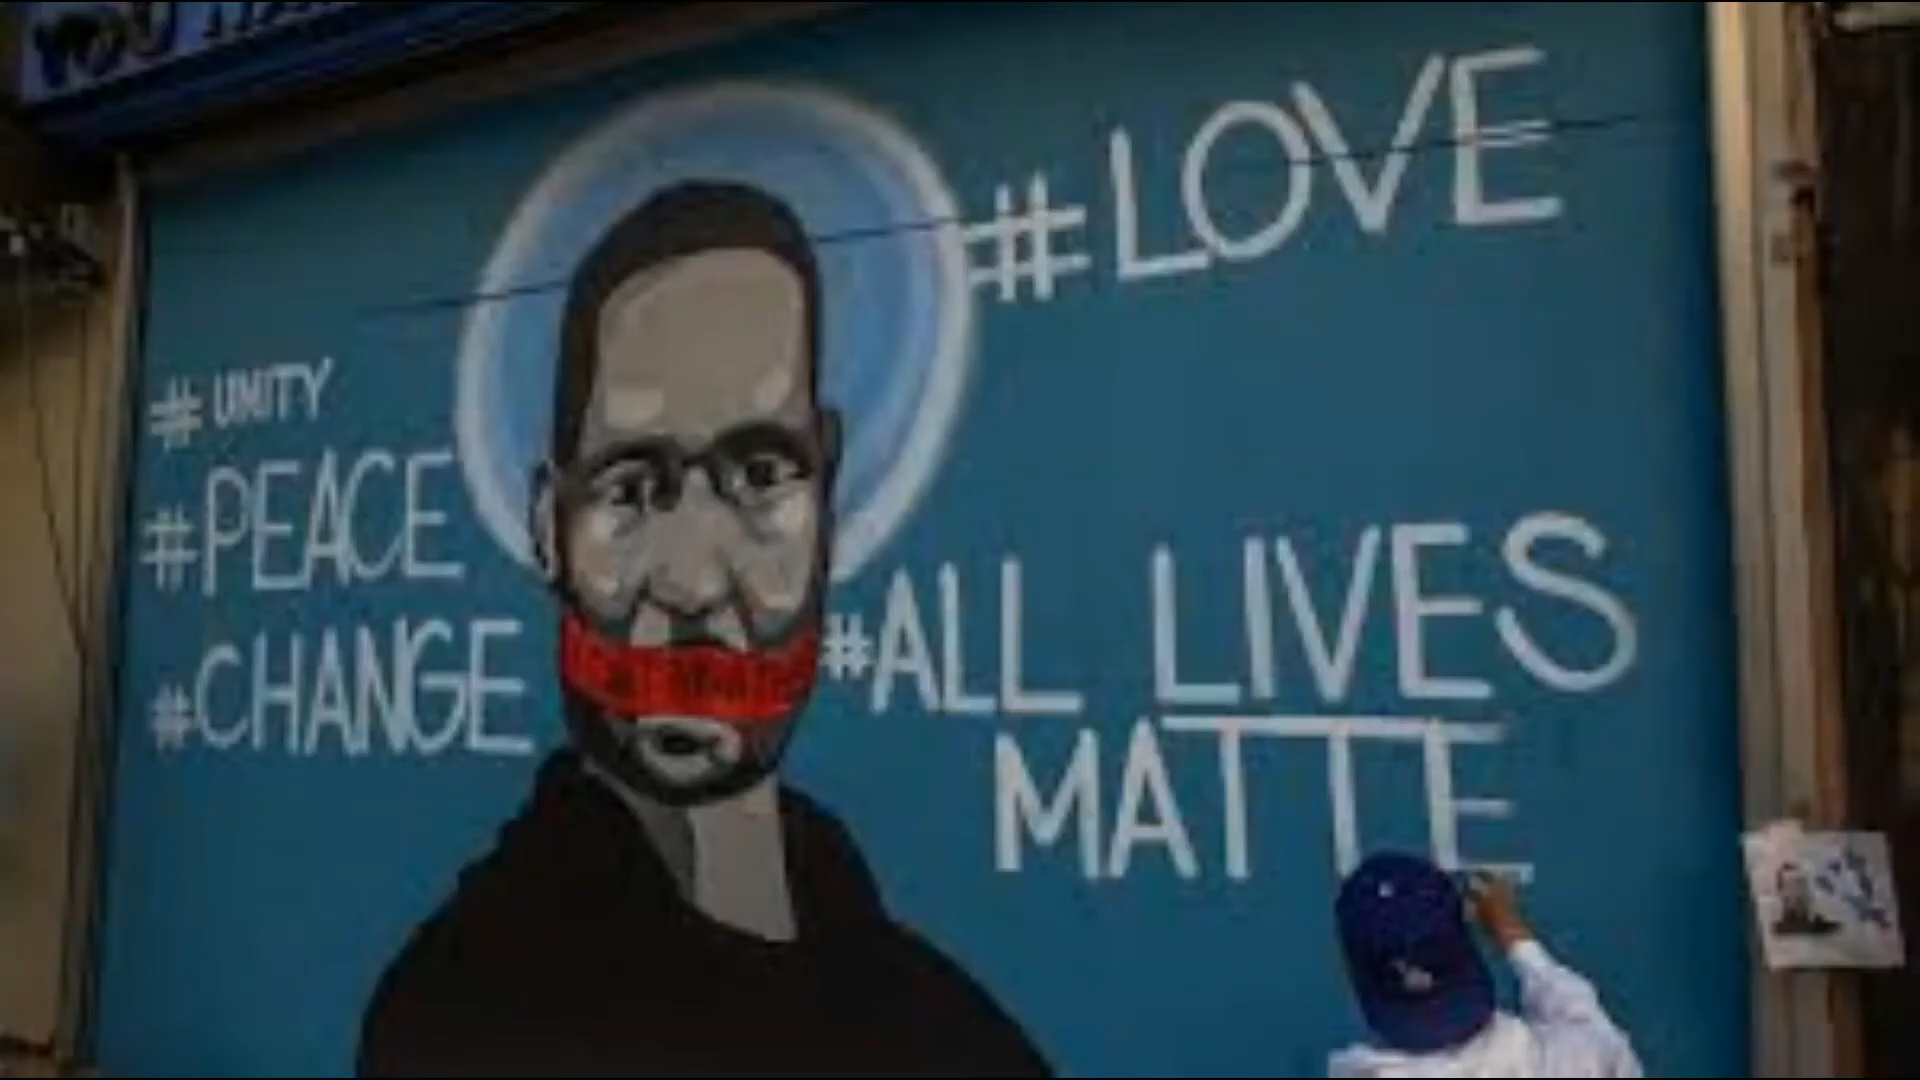 #LOVE
#UNITY
#PEACE
#CHANGE
#ALL LIVES
MATTE